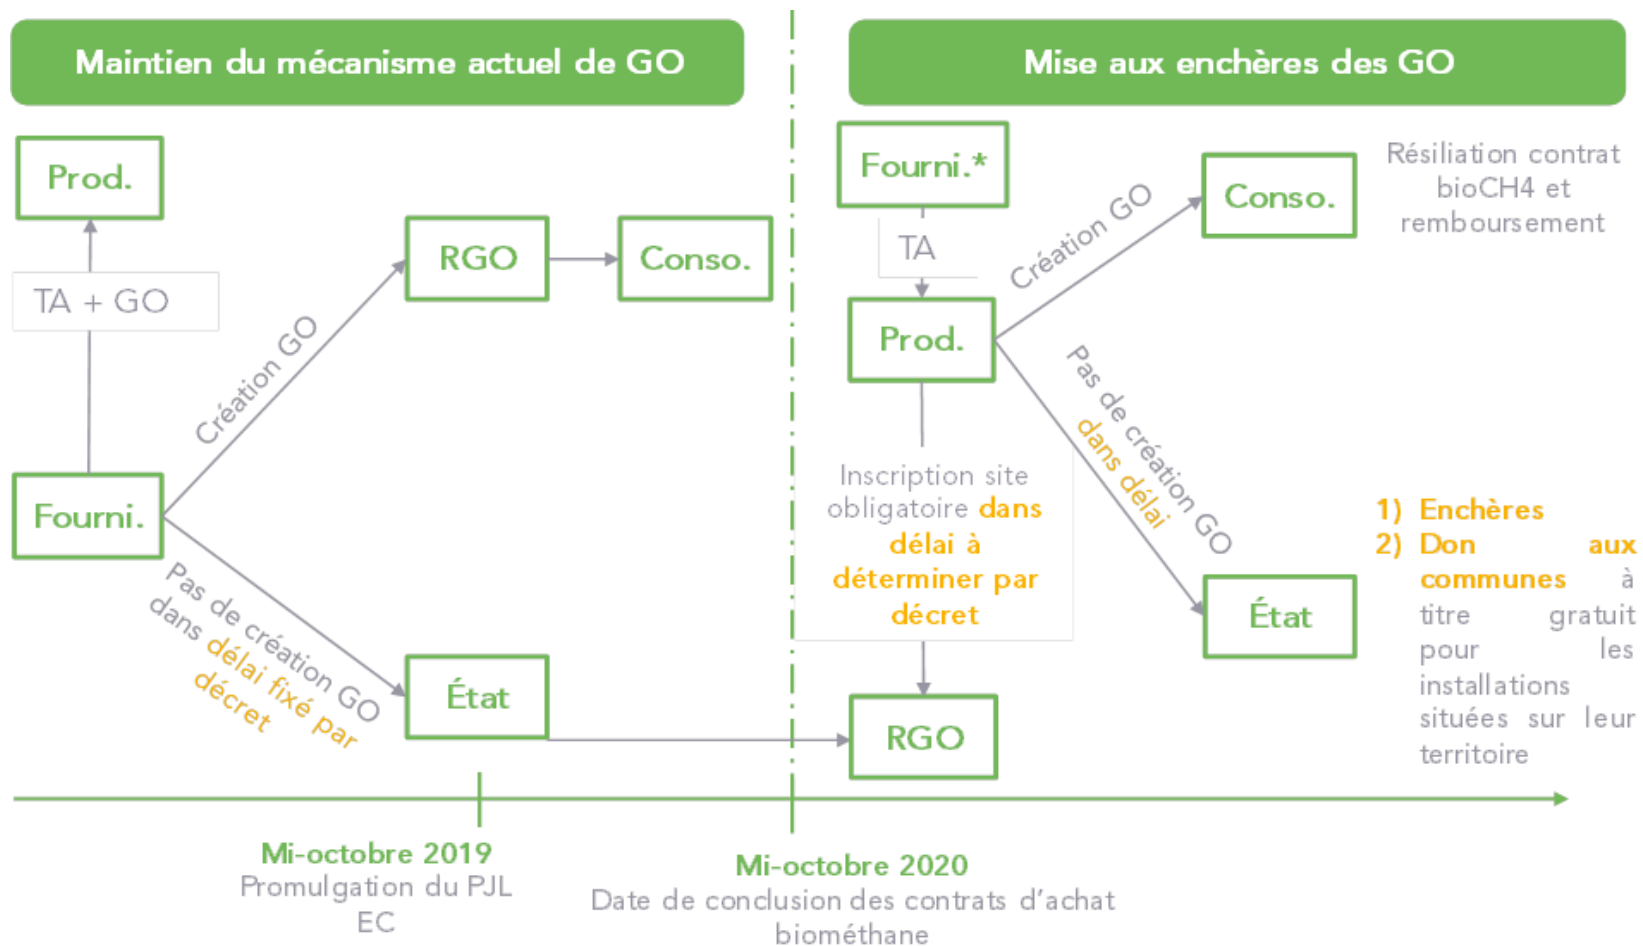 Maintien du mécanisme actuel de GO
Prod.
TA + GO
Fourni.
Création GO
RGO
Conso.
Pas de création GO
dans délai fixé par
décret
État
Mise aux enchères des GO
Fourni.*
TA
Prod.
Création GO
Conso.
Résiliation contrat
bioCH4 et
remboursement
Pas de création GO
dans délai
Inscription site
obligatoire dans
délai à
déterminer par
décret
RGO
État
1) Enchères
2) Don aux
communes à
titre gratuit
pour les
installations
situées sur leur
territoire
Mi-octobre 2019
Promulgation du PJL
EC
Mi-octobre 2020
Date de conclusion des contrats d'achat
biométhane